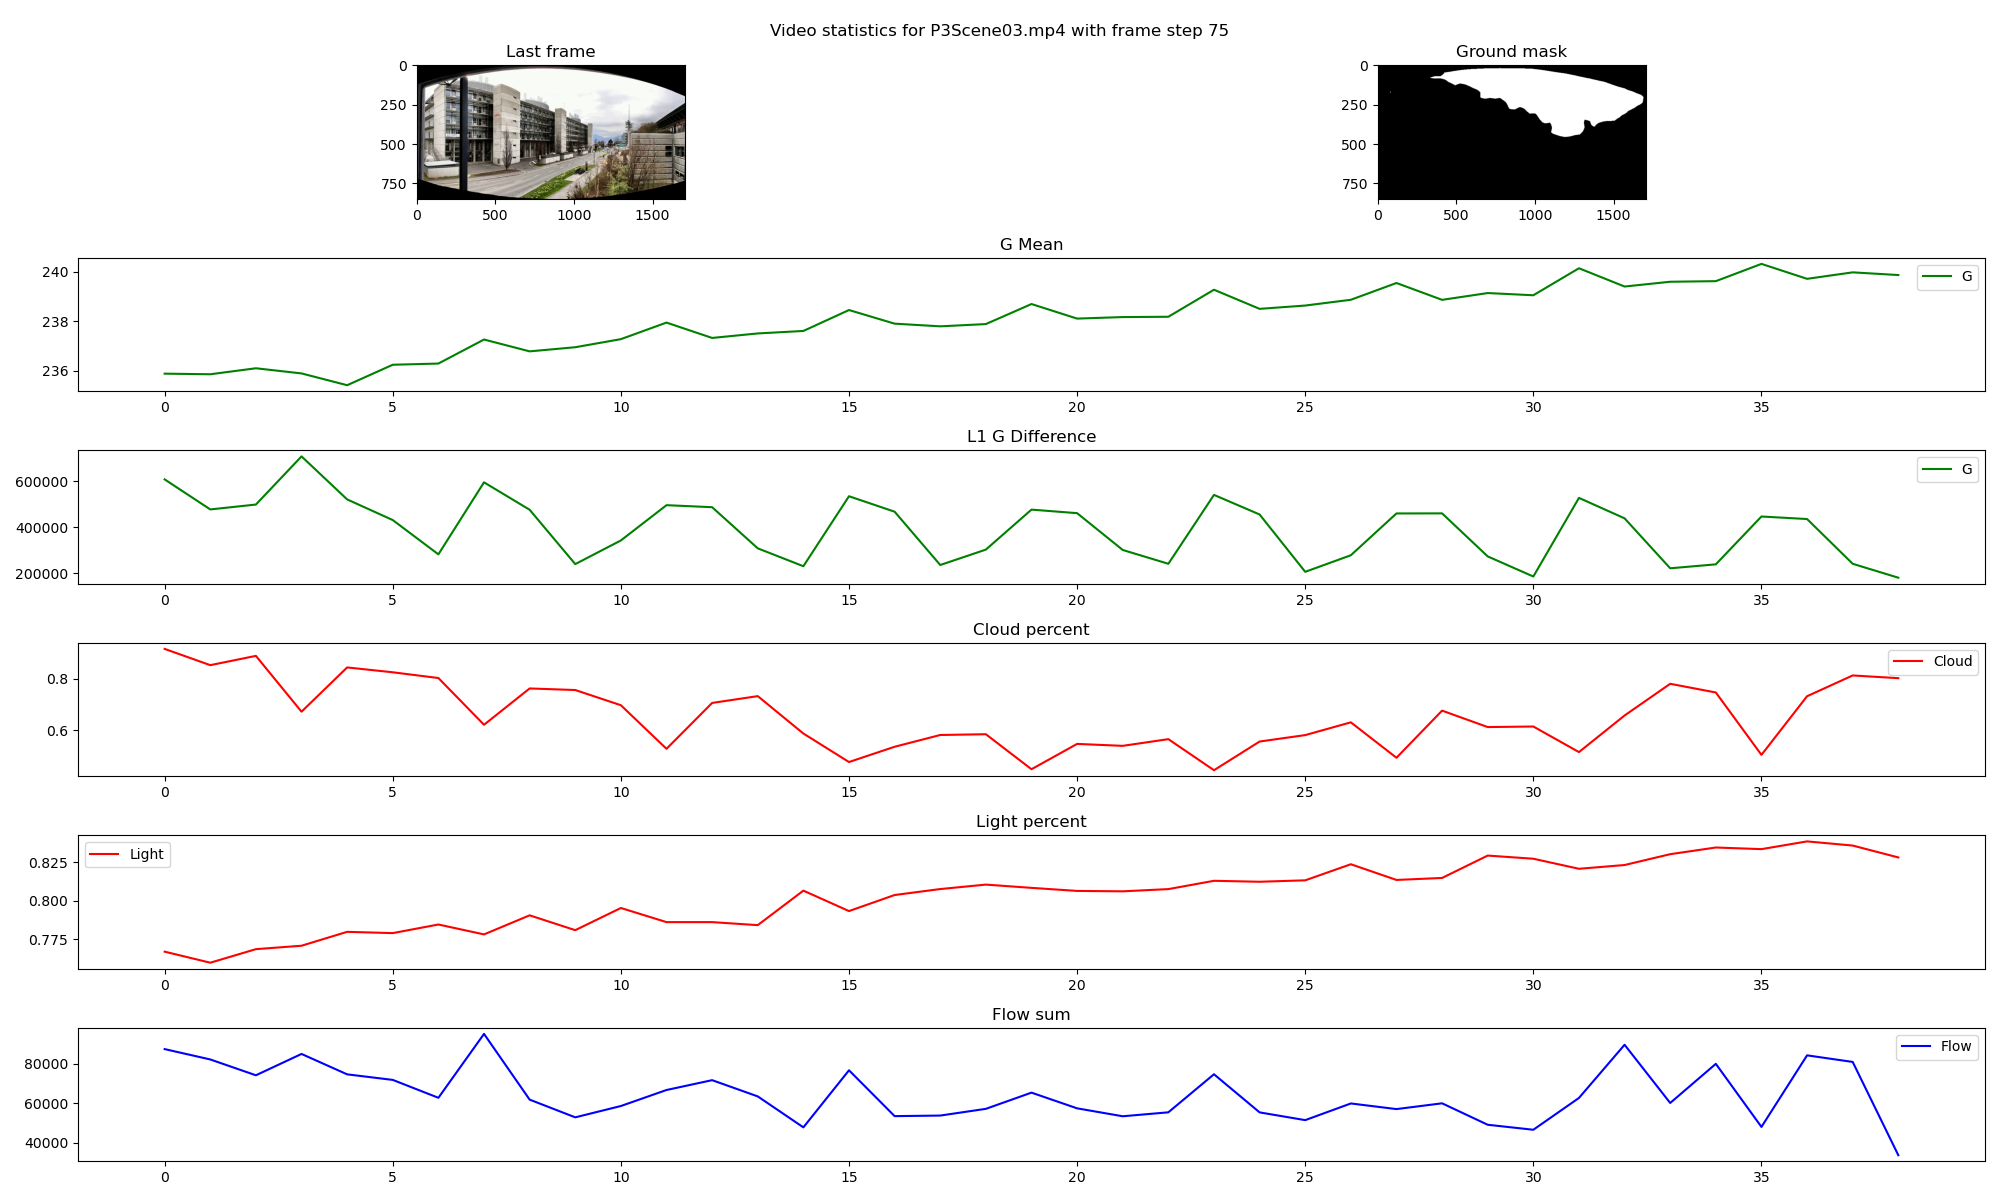 Video statistics for P3Scene03.mp4 with frame step 75
Last frame
0
250
500
750
0 500 1000 1500
Ground mask
0
250
500
750
0 500 1000 1500
G Mean
240
238
236
G
0 5 10 15 20 25 30 35
L1 G Difference
600000
400000
200000
G
0 5 10 15 20 25 30 35
Cloud percent
0.8
0.6
Cloud
0 5 10 15 20 25 30 35
Light percent
0.825
0.800
0.775
Light
0 5 10 15 20 25 30 35
Flow sum
80000
60000
40000
Flow
0 5 10 15 20 25 30 35